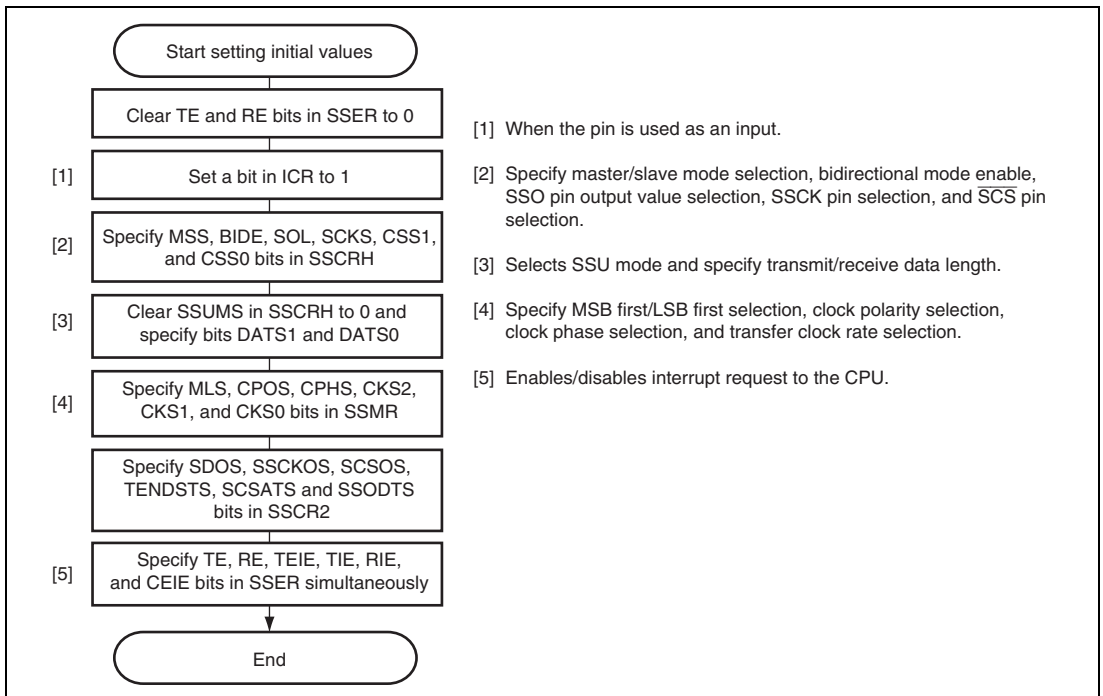 Start setting initial values
Clear TE and RE bits in SSER to 0
[1]
Set a bit in ICR to 1
[2]
Specify MSS, BIDE, SOL, SCKS, CSS1,
and CSS0 bits in SSCRH
[3]
Clear SSUMS in SSCRH to 0 and
specify bits DATS1 and DATS0
[4]
Specify MLS, CPOS, CPHS, CKS2,
CKS1, and CKS0 bits in SSMR
Specify SDOS, SSCKOS, SCSOS,
TENDSTS, SCSATS and SSODTS
bits in SSCR2
[5]
Specify TE, RE, TEIE, TIE, RIE,
and CEIE bits in SSER simultaneously
End
[1] When the pin is used as an input.
[2] Specify master/slave mode selection, bidirectional mode enable,
SSO pin output value selection, SSCK pin selection, and SCS pin
selection.
[3] Selects SSU mode and specify transmit/receive data length.
[4] Specify MSB first/LSB first selection, clock polarity selection,
clock phase selection, and transfer clock rate selection.
[5] Enables/disables interrupt request to the CPU.